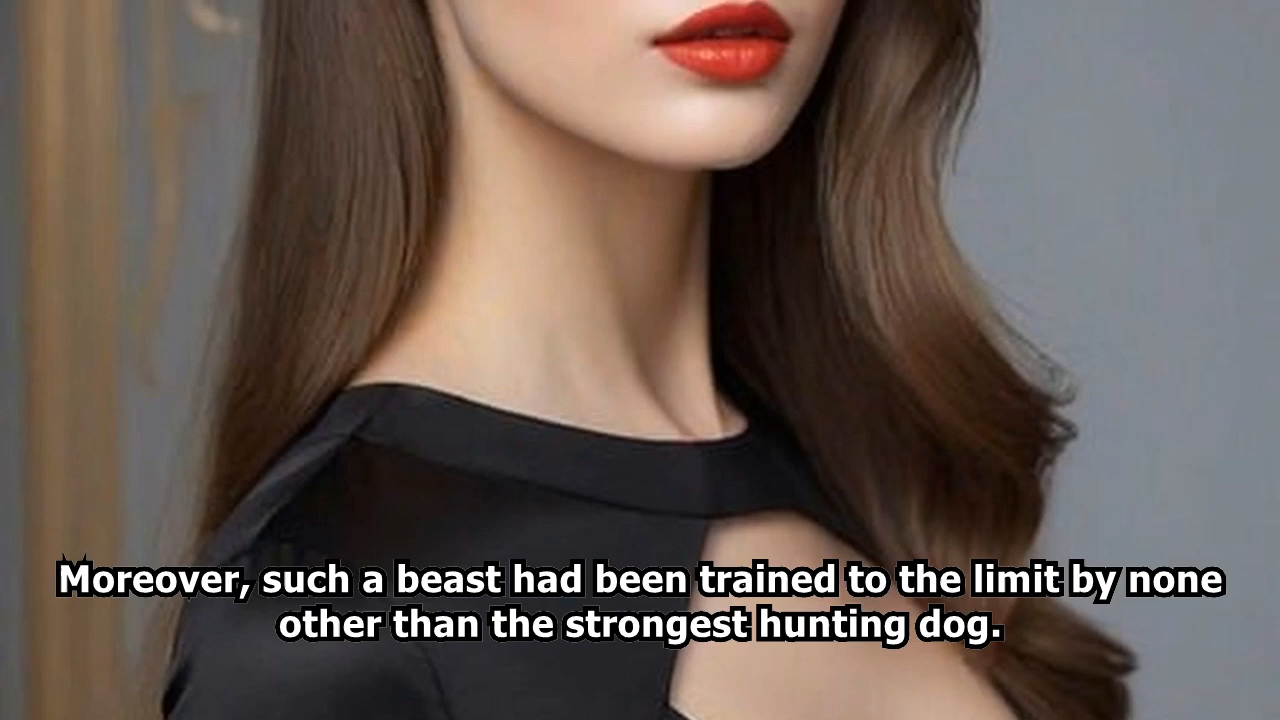 Moreover, such a beast had been trained to the limit by none
other than the strongest hunting dog.